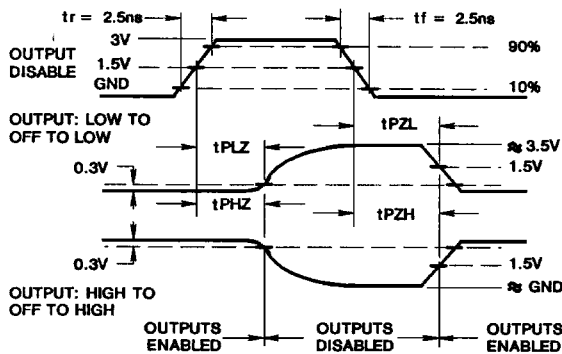 tr = 2.5ns
tf = 2.5ns
3V
OUTPUT
DISABLE
1.5V
GND
90%
10%
OUTPUT: LOW TO
OFF TO LOW
tPZL
tPLZ
≈ 3.5V
0.3V
1.5V
tPHZ
tPZH
0.3V
1.5V
OUTPUT: HIGH TO
OFF TO HIGH
≈ GND
OUTPUTS
ENABLED
OUTPUTS
DISABLED
OUTPUTS
ENABLED